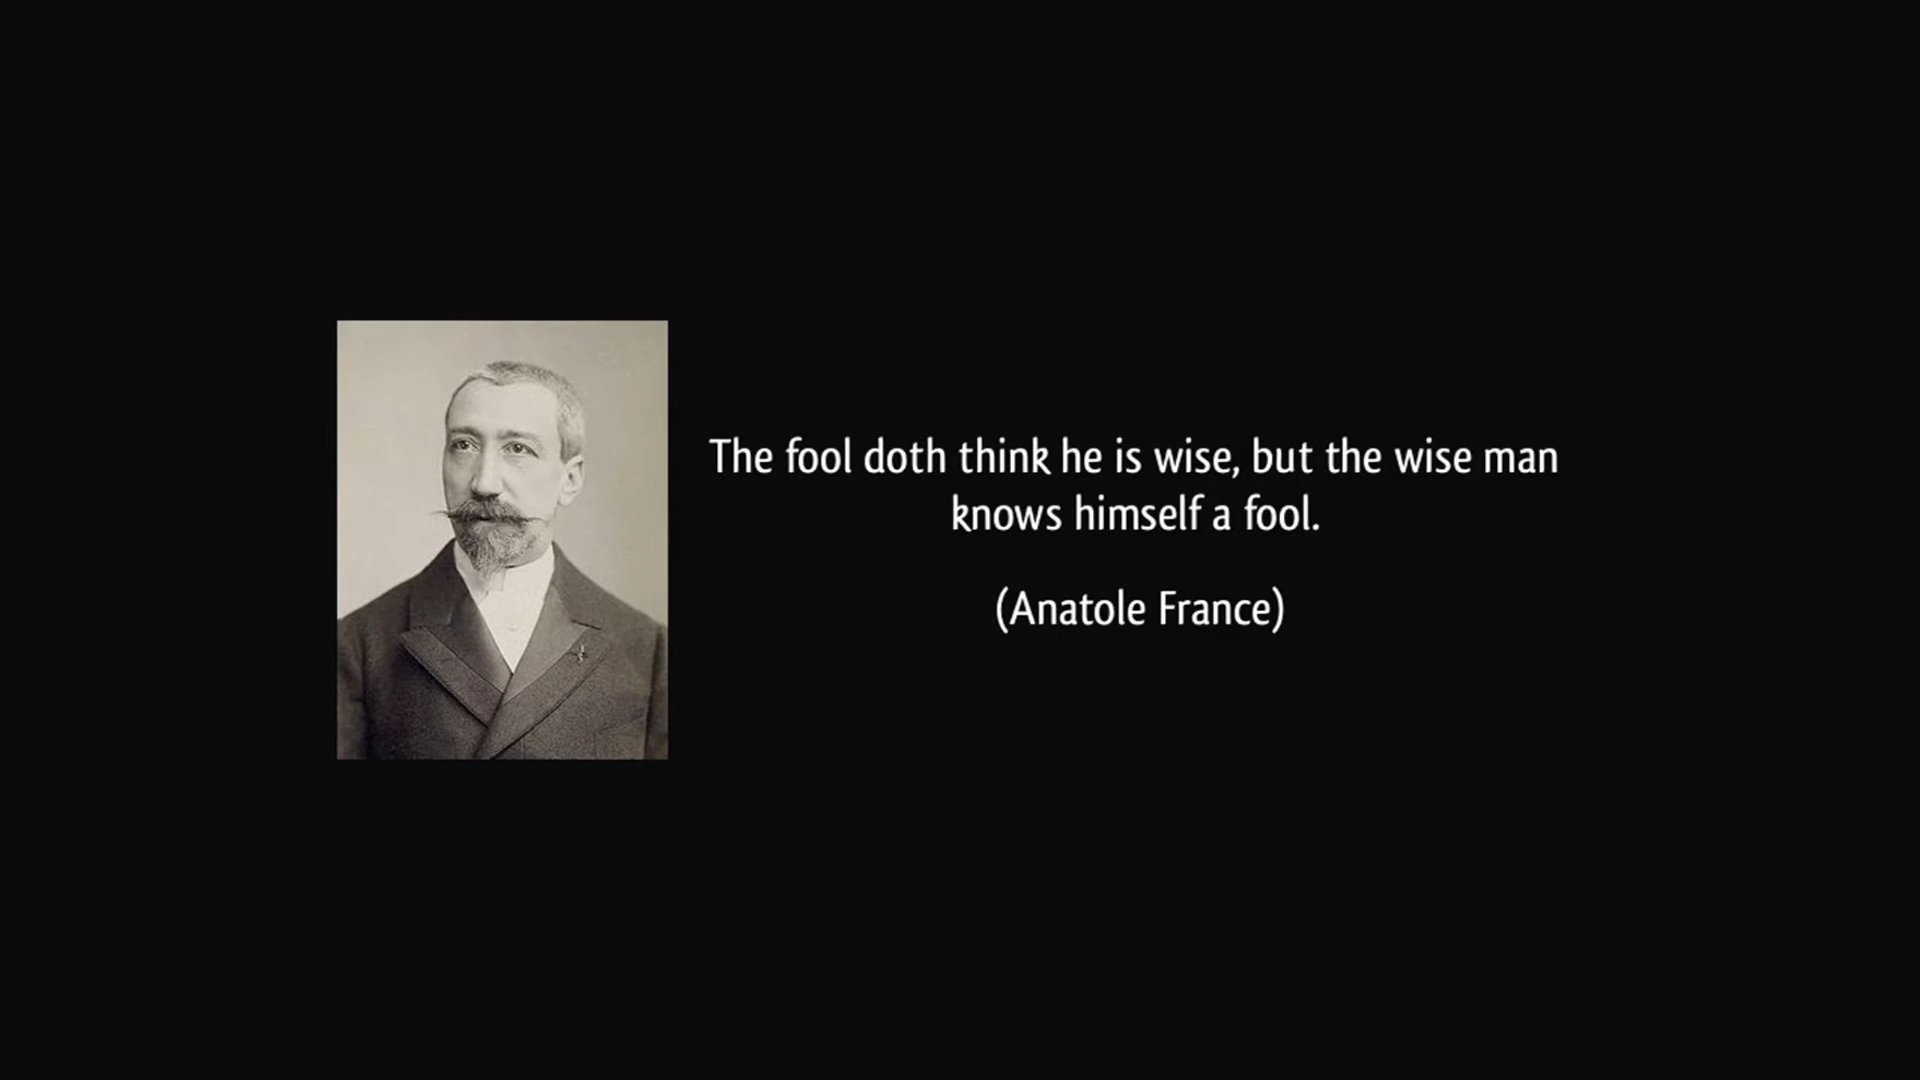 The fool doth think he is wise, but the wise man
knows himself a fool.
(Anatole France)